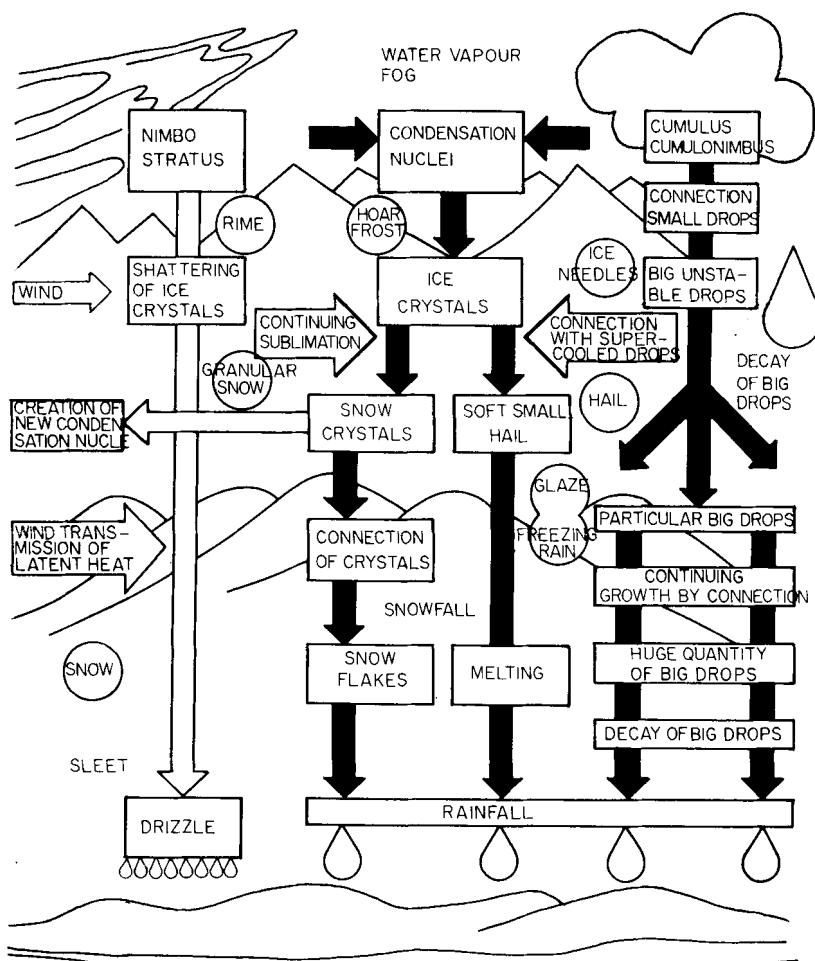 WATER VAPOUR
FOG
NIMBO
STRATUS
CONDENSATION
NUCLEI
CUMULUS
CUMULONIMBUS
CONNECTION
SMALL DROPS
RIME
HOAR
FROST
ICE
NEEDLES
BIG UNSTA-
BLE DROPS
WIND
SHATTERING
OF ICE
CRYSTALS
ICE
CRYSTALS
CONTINUING
SUBLIMATION
CONNECTION
WITH SUPER-
COOLED DROPS
DECAY
OF BIG
DROPS
GRANULAR
SNOW
HAIL
CREATION OF
NEW CONDEN
SATION NUCLE
SNOW
CRYSTALS
SOFT SMALL
HAIL
GLAZE
FREEZING
RAIN
PARTICULAR BIG DROPS
WIND TRANS-
MISSION OF
LATENT HEAT
CONNECTION
OF CRYSTALS
CONTINUING
GROWTH BY CONNECTION
SNOWFALL
SNOW
SNOW
FLAKES
MELTING
HUGE QUANTITY
OF BIG DROPS
DECAY OF BIG DROPS
SLEET
DRIZZLE
RAINFALL